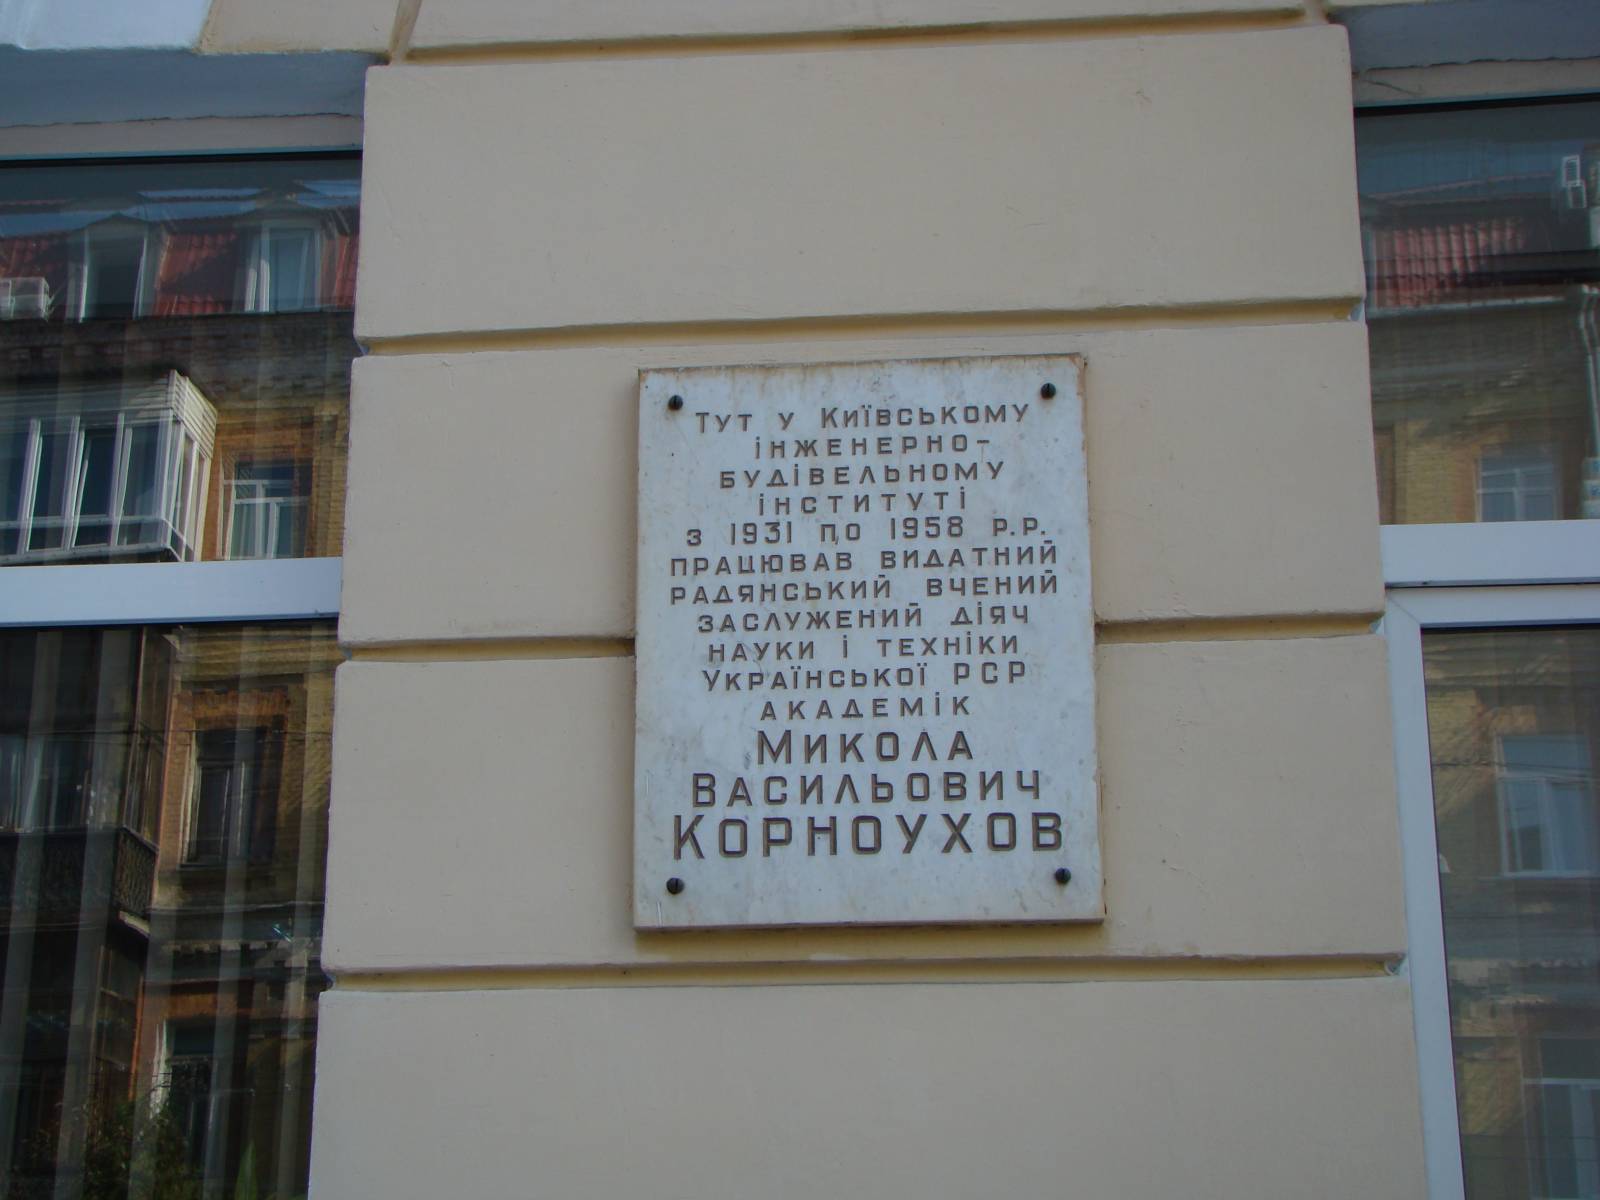 Тут у Київському
інженерно-
будівельному
інституті
з 1931 по 1958 р.р.
працював видатний
радянський вчений
заслужений діяч
науки і техніки
Української РСР
академік
Микола
Васильович
Корноухов